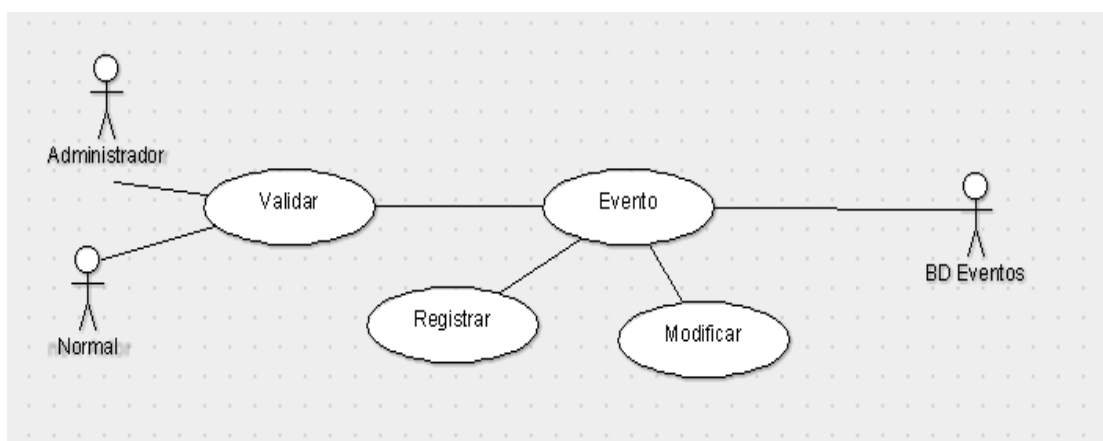 Administrador
Validar
Evento
BD Eventos
Registrar
Modificar
Normal